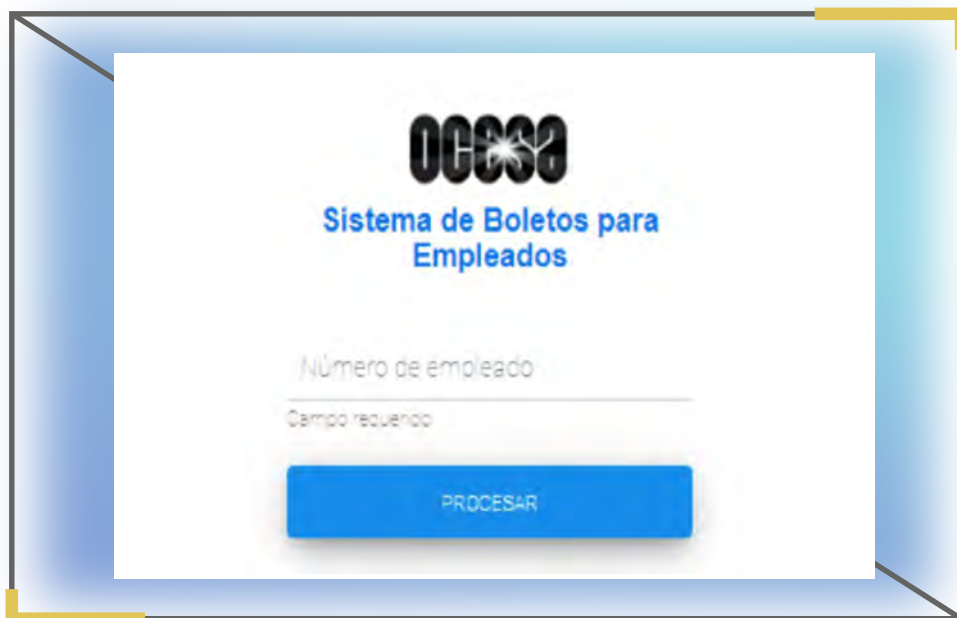 OCESA
Sistema de Boletos para
Empleados
Número de empleado
Campo requerido
PROCESAR